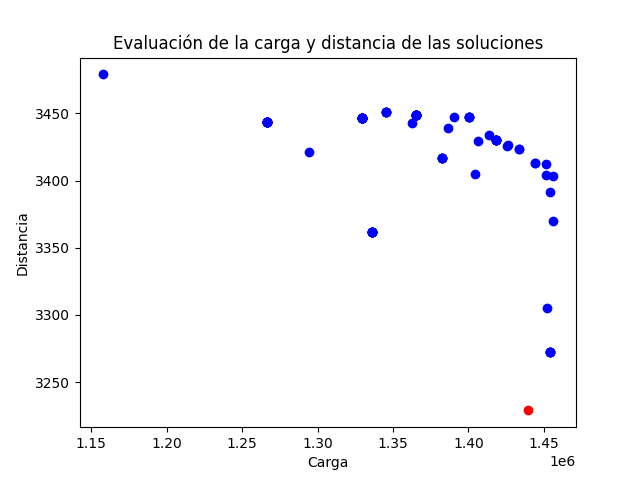 Evaluación de la carga y distancia de las soluciones
Distancia
3450
3400
3350
3300
3250
1.15 1.20 1.25 1.30 1.35 1.40 1.45
1e6
Carga